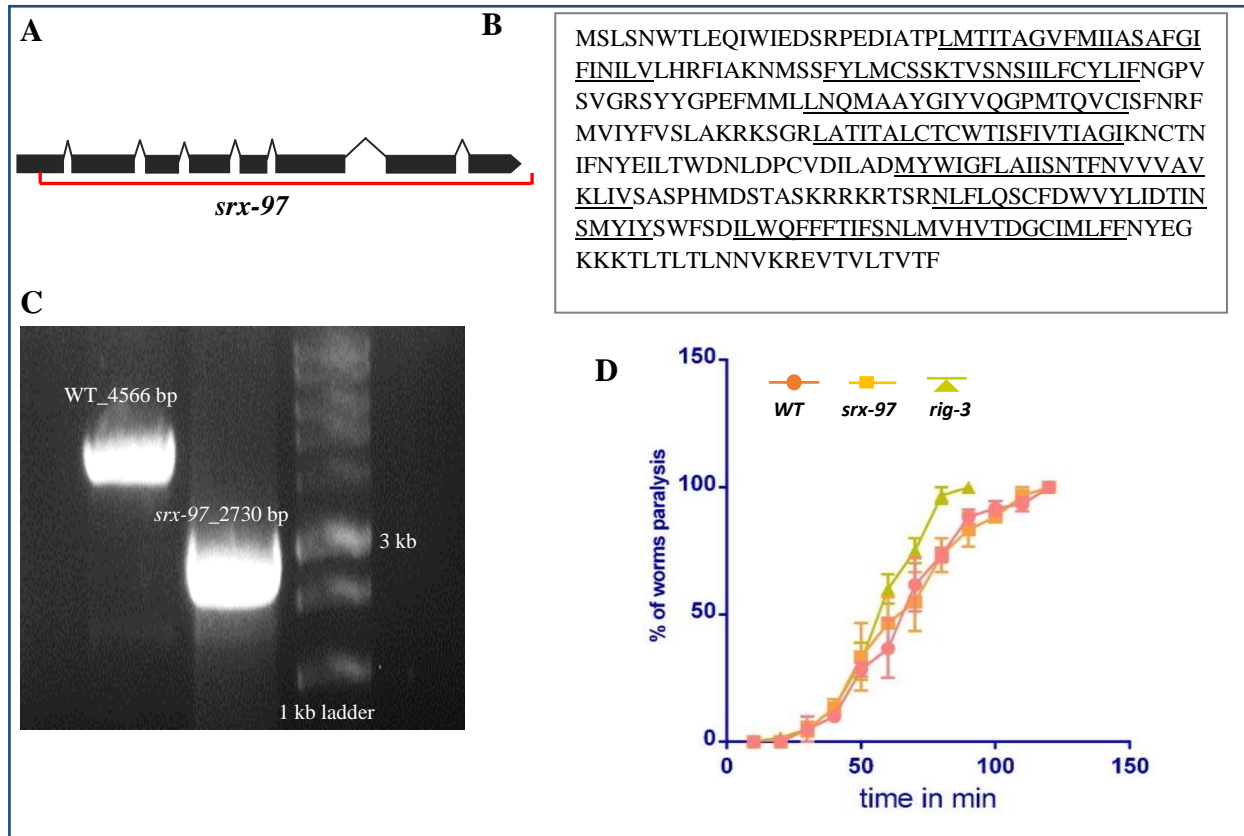 A
srx-97
B
MSLSNWTLEQIWIEDSRPEDIATPLMTITAGVFMIIASAFGI
FINILVLHRFIAKNMSSFYLMCSSKTVSNSIILFCYLIFNGPV
SVGRSYYGPEFMMLLNQMAAYGIYVQGPMTQVCISFNRF
MVIYFVSLAKRKSGRLATITALCTCWTISFIVTIAGIKNCTN
IFNYEILTWDNLDPCVDILADMYWIGFLAIISNTFNVVVAV
KLIVSASPHMDSTASKRRKRTSRNLFLQSCFDWVYLIDTIN
SMYIYSWFSDILWQFFFTIFSNLMVHVTDGCIMLFFNYEG
KKKTLTLTLNNVKREVTVLTVTF
C
WT_4566 bp
srx-97_2730 bp
3 kb
1 kb ladder
D
WT srx-97 rig-3
% of worms paralysis
150
100
50
0
0 50 100 150
time in min